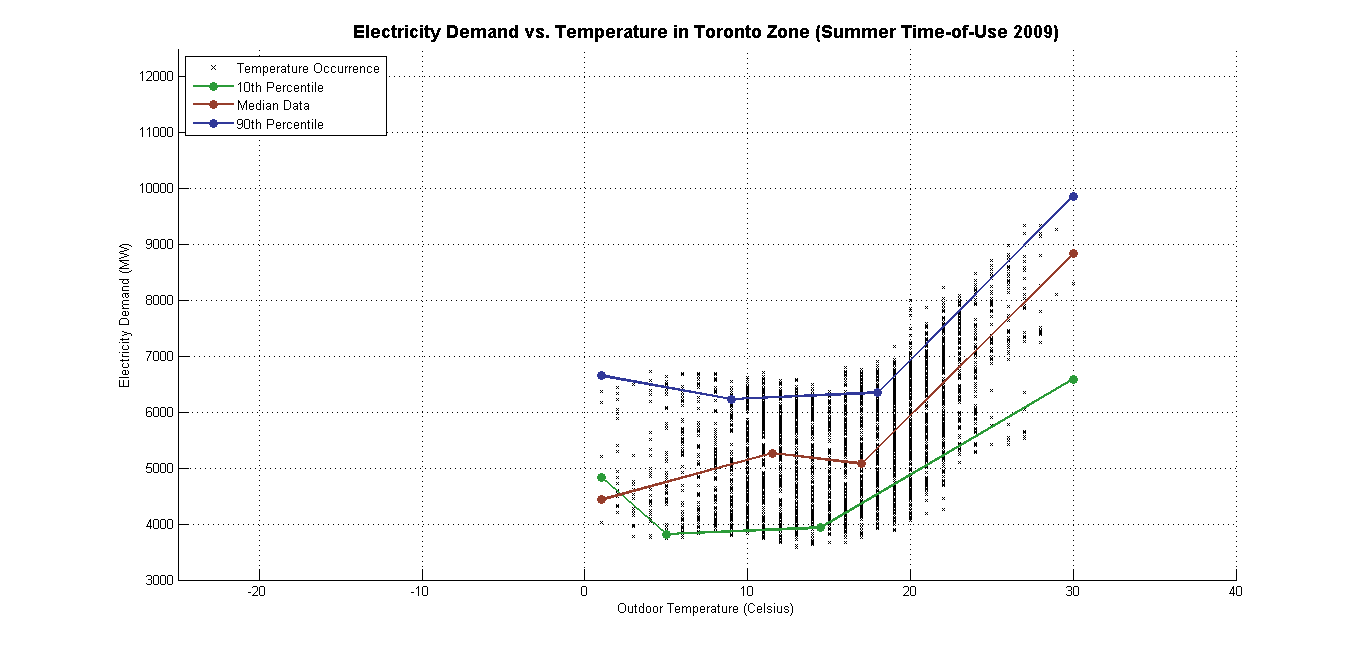 Electricity Demand vs. Temperature in Toronto Zone (Summer Time-of-Use 2009)
Temperature Occurrence
10th Percentile
Median Data
90th Percentile
12000
11000
10000
9000
8000
7000
6000
5000
4000
3000
Electricity Demand (MW)
-20 -10 0 10 20 30 40
Outdoor Temperature (Celsius)